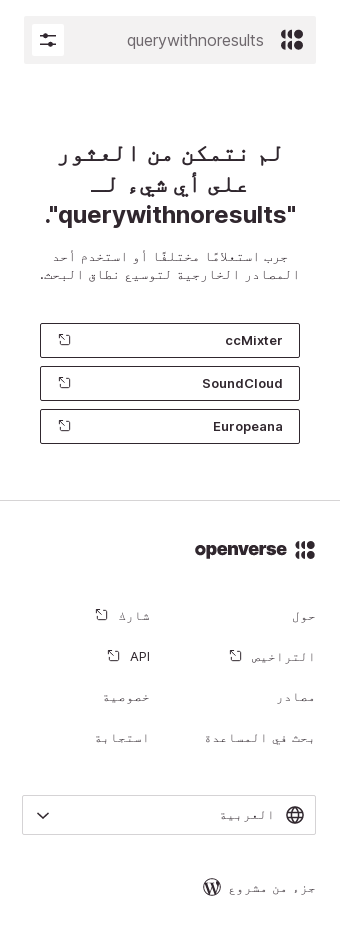 querywithnoresults
لم نتمكن من العثور
على أي شيء لـ
"querywithnoresults".
جرب استعلامًا مختلفًا أو استخدم أحد
المصادر الخارجية لتوسيع نطاق البحث.
ccMixter
SoundCloud
Europeana
openverse
حول
شارك
التراخيص
API
مصادر
خصوصية
بحث في المساعدة
استجابة
العربية
جزء من مشروع